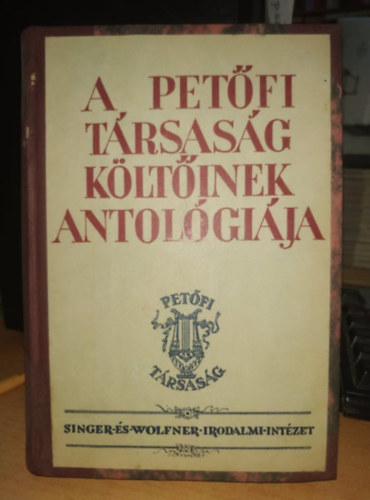 A PETŐFI
TÁRSASÁG
KÖLTŐINEK
ANTOLÓGIÁJA
PETŐFI
TÁRSASÁG
SINGER-ÉS-WOLFNER-IRODALMI-INTÉZET